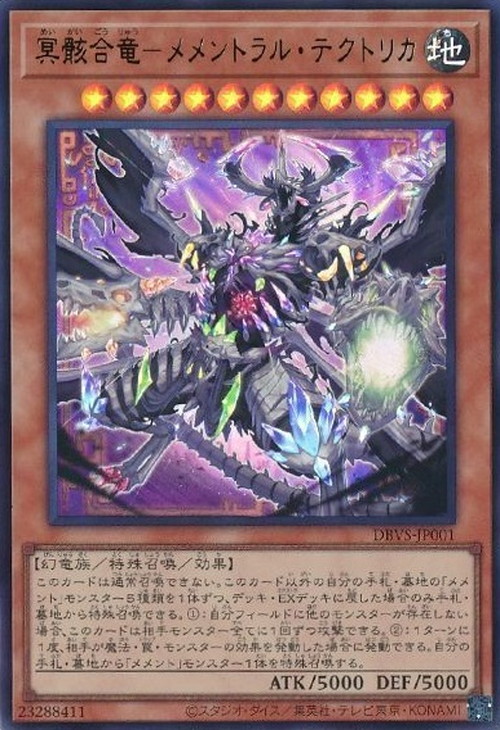 冥骸合竜－メメントラル・テクトリカ 地
DBVS-JP001
【幻竜族／特殊召喚／効果】
このカードは通常召喚できない。このカード以外の自分の手札・墓地の「メメ
ント」モンスター５種類を１体ずつ、デッキ・EXデッキに戻した場合のみ手札・
墓地から特殊召喚できる。①：自分フィールドに他のモンスターが存在しない
場合、このカードは相手モンスター全てに１回ずつ攻撃できる。②：１ターンに
１度、相手が魔法・罠・モンスターの効果を発動した場合に発動できる。自分の
手札・墓地から「メメント」モンスター１体を特殊召喚する。
ATK/5000 DEF/5000
23288411 ©スタジオ・ダイス／集英社・テレビ東京・KONAMI